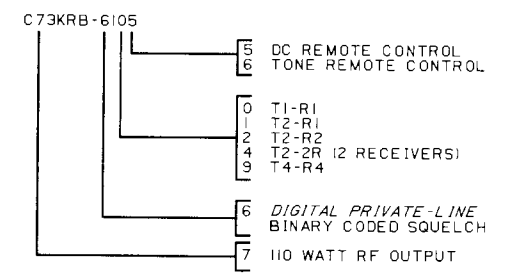 C73KRB-6105
5 DC REMOTE CONTROL
6 TONE REMOTE CONTROL
0 T1-R1
1 T2-R1
2 T2-R2
4 T2-2R (2 RECEIVERS)
9 T4-R4
6 DIGITAL PRIVATE-LINE
BINARY CODED SQUELCH
7 110 WATT RF OUTPUT